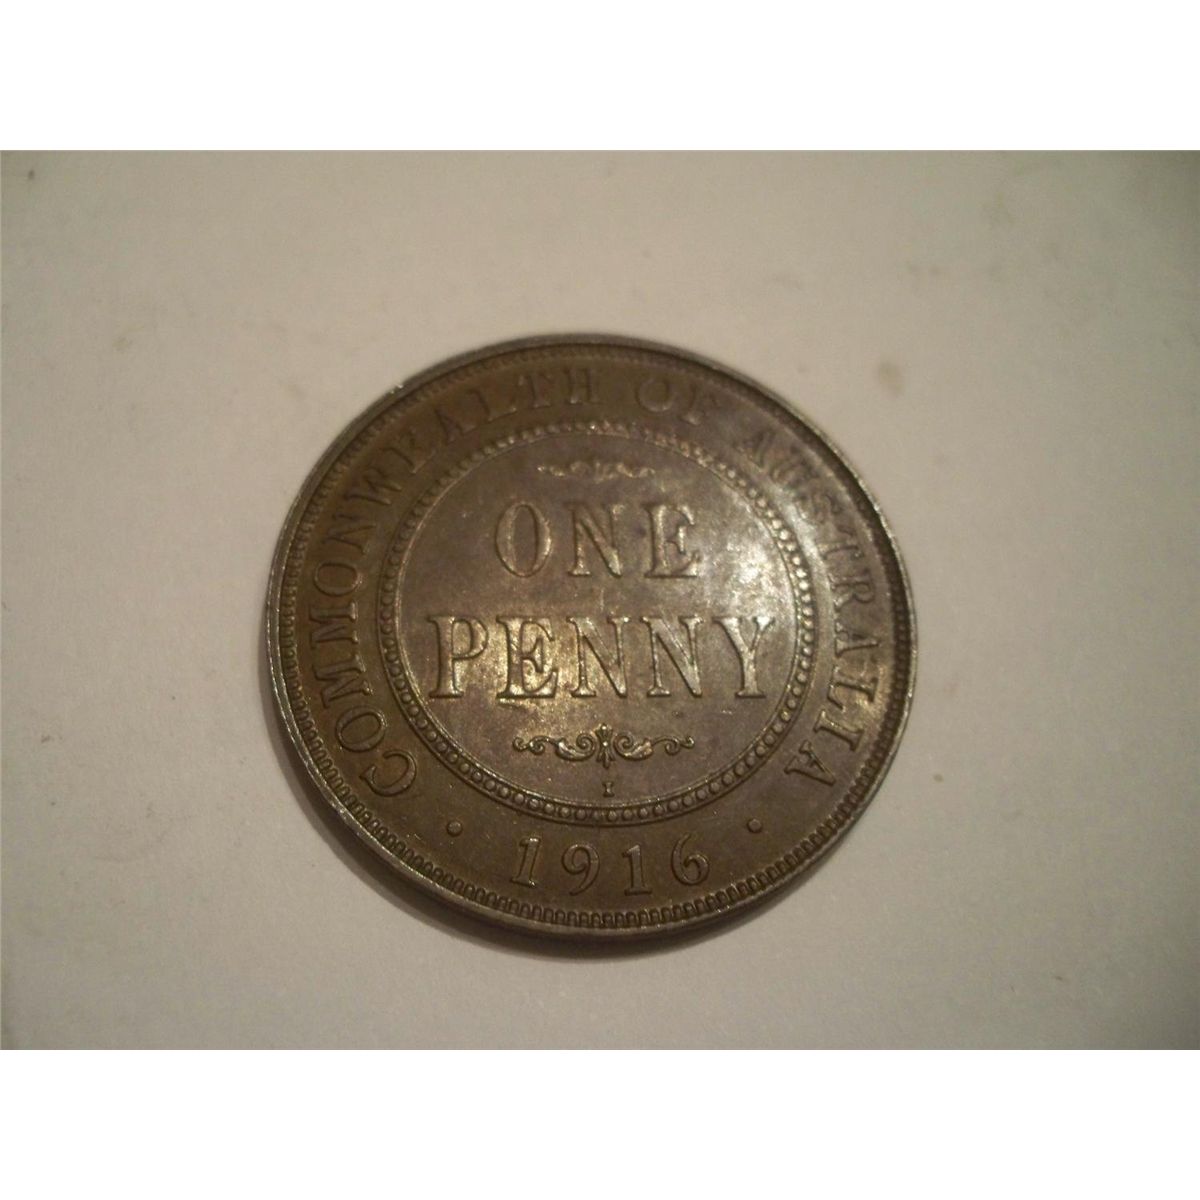 COMMONWEALTH OF AUSTRALIA
ONE
PENNY
I
· 1916 ·